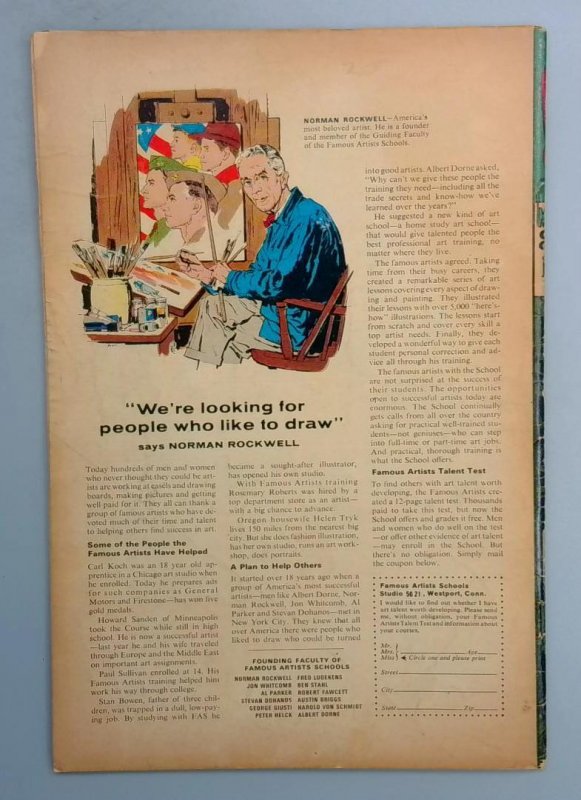 NORMAN ROCKWELL—America's
most beloved artist. He is a founder
and member of the Guiding Faculty
of the Famous Artists Schools.
"We're looking for
people who like to draw"
says NORMAN ROCKWELL
Today hundreds of men and women
who never thought they could be art-
ists are working at easels and drawing
boards, making pictures and getting
well paid for it. They all can thank a
group of famous artists who have de-
voted much of their time and talent
to helping others find success in art.
Some of the People the
Famous Artists Have Helped
Carl Koch was an 18 year old ap-
prentice in a Chicago art studio when
he enrolled. Today he prepares ads
for such companies as General
Motors and Firestone—has won five
gold medals.
Howard Sanden of Minneapolis
took the Course while still in high
school. He is now a successful artist
—last year he and his wife traveled
through Europe and the Middle East
on important art assignments.
Paul Sullivan enrolled at 14. His
Famous Artists training helped him
work his way through college.
Stan Bowen, father of three chil-
dren, was trapped in a dull, low-pay-
ing job. By studying with FAS he
became a sought-after illustrator,
has opened his own studio.
With Famous Artists training
Rosemary Roberts was hired by a
top department store as an artist—
with a big chance to advance.
Oregon housewife Helen Tryk
lives 150 miles from the nearest big
city. But she does fashion illustration,
has her own studio, runs an art work-
shop, does portraits.
A Plan to Help Others
It started over 18 years ago when a
group of America's most successful
artists—men like Albert Dorne, Nor-
man Rockwell, Jon Whitcomb, Al
Parker and Stevan Dohanos—met in
New York City. They knew that all
over America there were people who
liked to draw who could be turned
FOUNDING FACULTY OF
FAMOUS ARTISTS SCHOOLS
NORMAN ROCKWELL FRED LUDEKENS
JON WHITCOMB BEN STAHL
AL PARKER ROBERT FAWCETT
STEVAN DOHANOS AUSTIN BRIGGS
GEORGE GIUSTI HAROLD VON SCHMIDT
PETER HELCK ALBERT DORNE
into good artists. Albert Dorne asked,
"Why can't we give these people the
training they need—including all the
trade secrets and know-how we've
learned over the years?"
He suggested a new kind of art
school—a home study art school—
that would give talented people the
best professional art training, no
matter where they live.
The famous artists agreed. Taking
time from their busy careers, they
created a remarkable series of art
lessons covering every aspect of draw-
ing and painting. They illustrated
their lessons with over 5,000 "here's-
how" illustrations. The lessons start
from scratch and cover every skill a
top artist needs. Finally, they de-
veloped a wonderful way to give each
student personal correction and ad-
vice all through his training.
The famous artists with the School
are not surprised at the success of
their students. The opportunities
open to successful artists today are
enormous. The School continually
gets calls from all over the country
asking for practical well-trained stu-
dents—not geniuses—who can step
into full-time or part-time art jobs.
And practical, thorough training is
what the School offers.
Famous Artists Talent Test
To find others with art talent worth
developing, the Famous Artists cre-
ated a 12-page talent test. Thousands
paid to take this test, but now the
School offers and grades it free. Men
and women who do well on the test
—or offer other evidence of art talent
—may enroll in the School. But
there's no obligation. Simply mail
the coupon below.
Famous Artists Schools
Studio 5621, Westport, Conn.
I would like to find out whether I have
art talent worth developing. Please send
me, without obligation, your Famous
Artists Talent Test and information about
your courses.
Mr.
Mrs. Age
Miss Circle one and please print
Street
City
State Zip